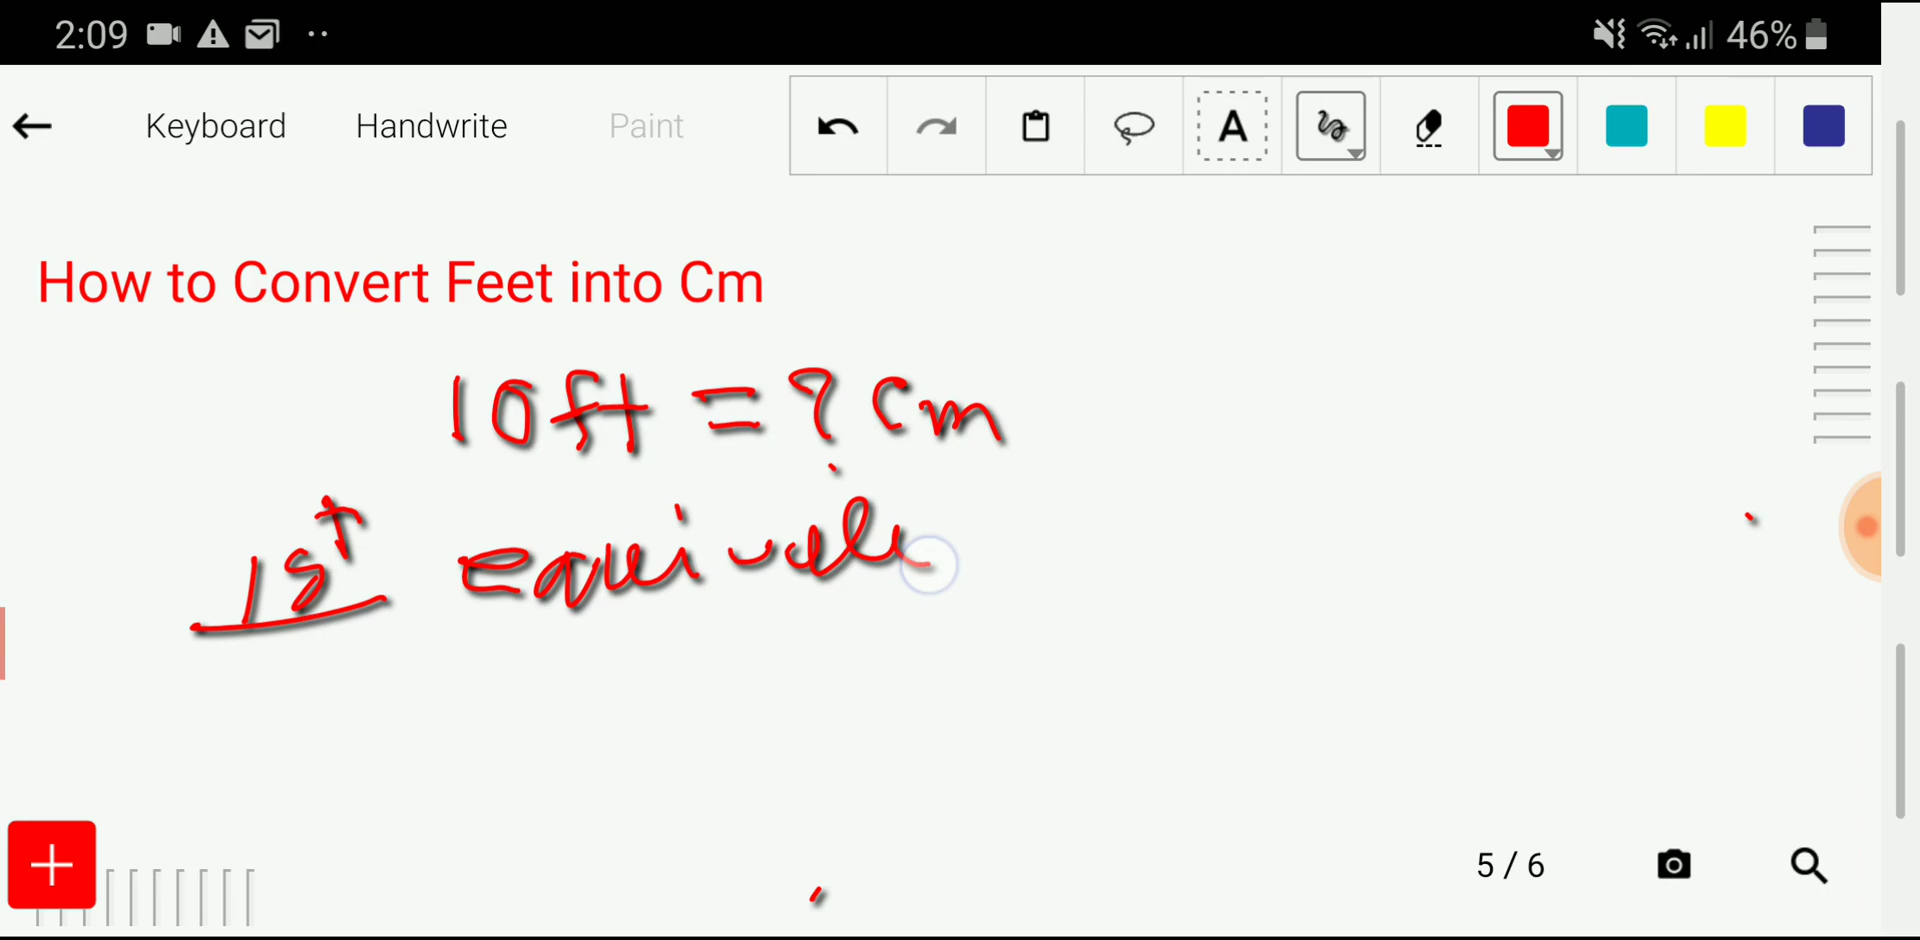 2:09 46%
Keyboard Handwrite Paint A
How to Convert Feet into Cm
10ft = ? Cm
1st equivale
5 / 6